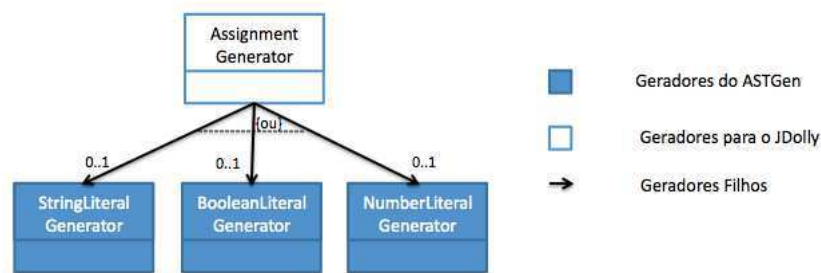 Assignment
Generator
{ou}
0..1
0..1
0..1
StringLiteral
Generator
BooleanLiteral
Generator
NumberLiteral
Generator
Geradores do ASTGen
Geradores para o JDolly
Geradores Filhos